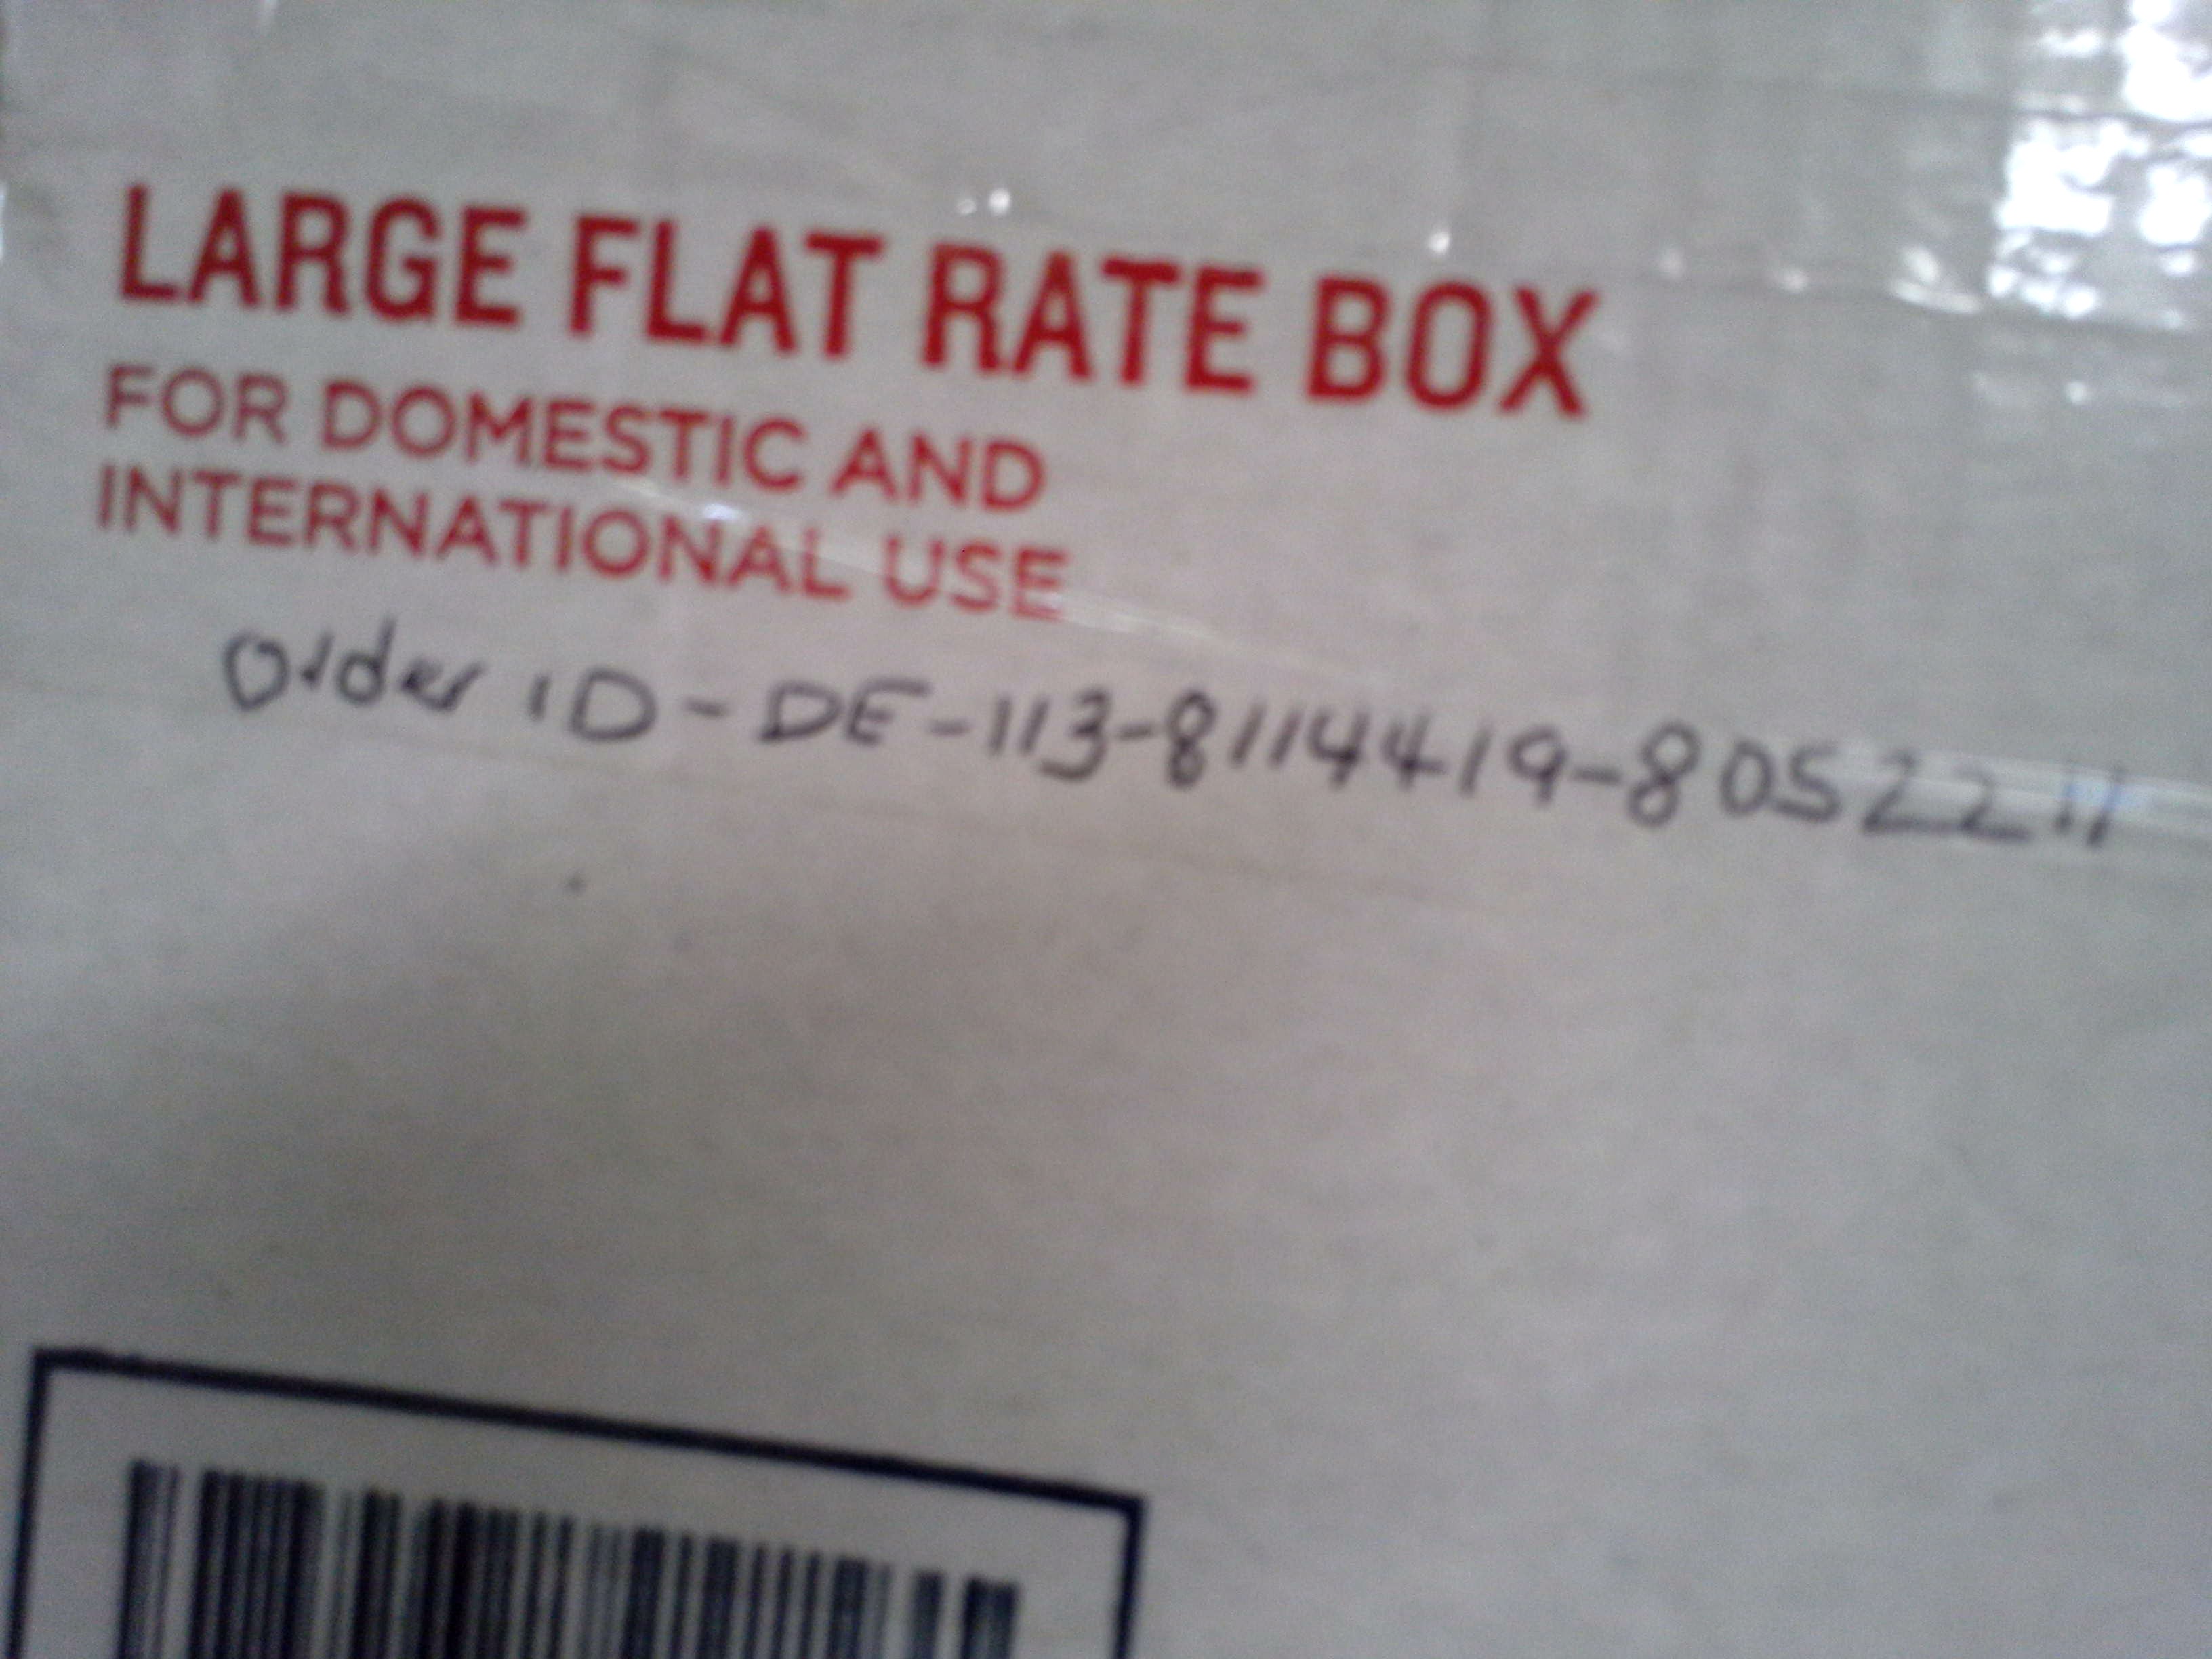 LARGE FLAT RATE BOX
FOR DOMESTIC AND
INTERNATIONAL USE
Order ID-DE-113-8114419-8052211